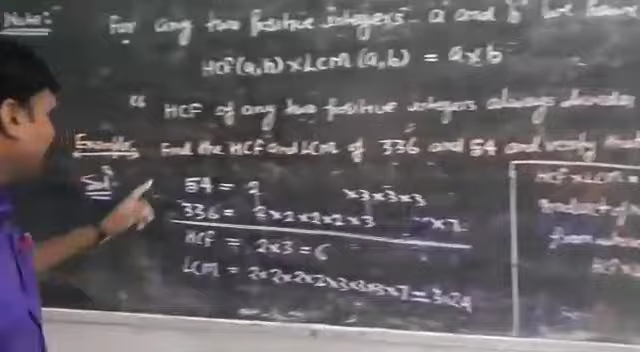 Note:-
For any two positive integers a and b we have
HCF(a,b)×LCM(a,b) = a×b
" HCF of any two positive integers always divides
Example, Find the HCF and LCM of 336 and 54 and verify that
Sol:
54 = 2 ×3×3×3
336 = 2×2×2×2×3 ×7
HCF = 2×3=6
LCM = 2×2×2×2×3×3×3×7=3024
HCF×LCM =
Product of